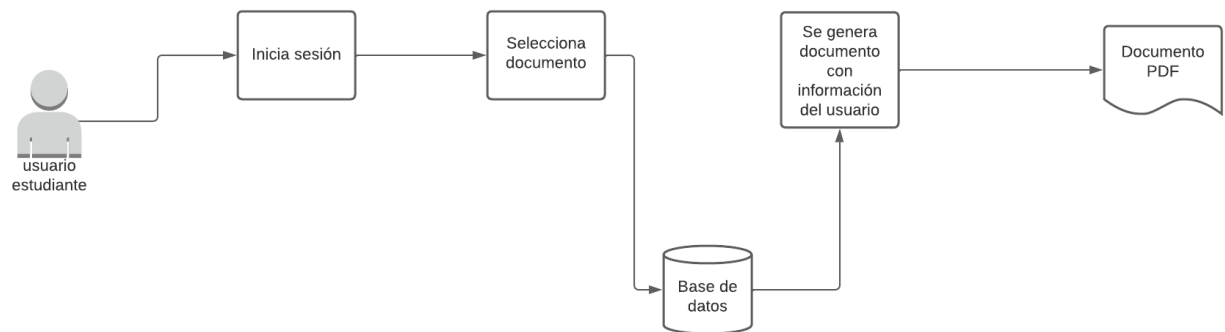 usuario
estudiante
Inicia sesión
Selecciona
documento
Base de
datos
Se genera
documento
con
información
del usuario
Documento
PDF